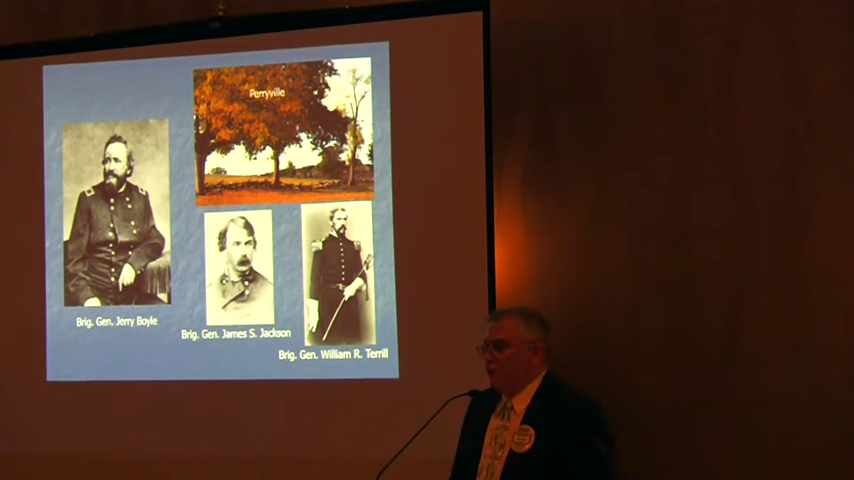 Perryville
Brig. Gen. Jerry Boyle
Brig. Gen. James S. Jackson
Brig. Gen. William R. Terrill